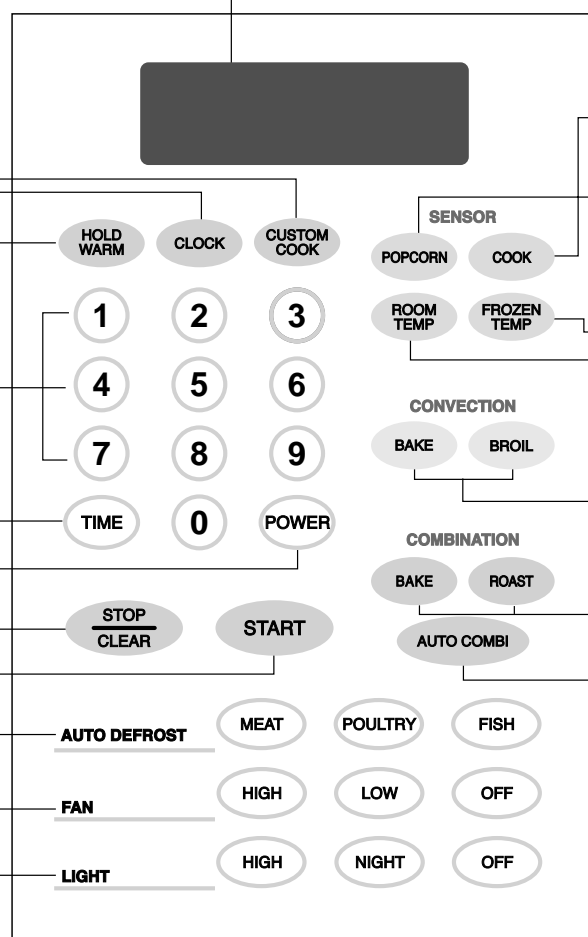 HOLD
WARM
CLOCK
CUSTOM
COOK
1
2
3
4
5
6
7
8
9
TIME
0
POWER
STOP
CLEAR
START
SENSOR
POPCORN
COOK
ROOM
TEMP
FROZEN
TEMP
CONVECTION
BAKE
BROIL
COMBINATION
BAKE
ROAST
AUTO COMBI
AUTO DEFROST
MEAT
POULTRY
FISH
FAN
HIGH
LOW
OFF
LIGHT
HIGH
NIGHT
OFF